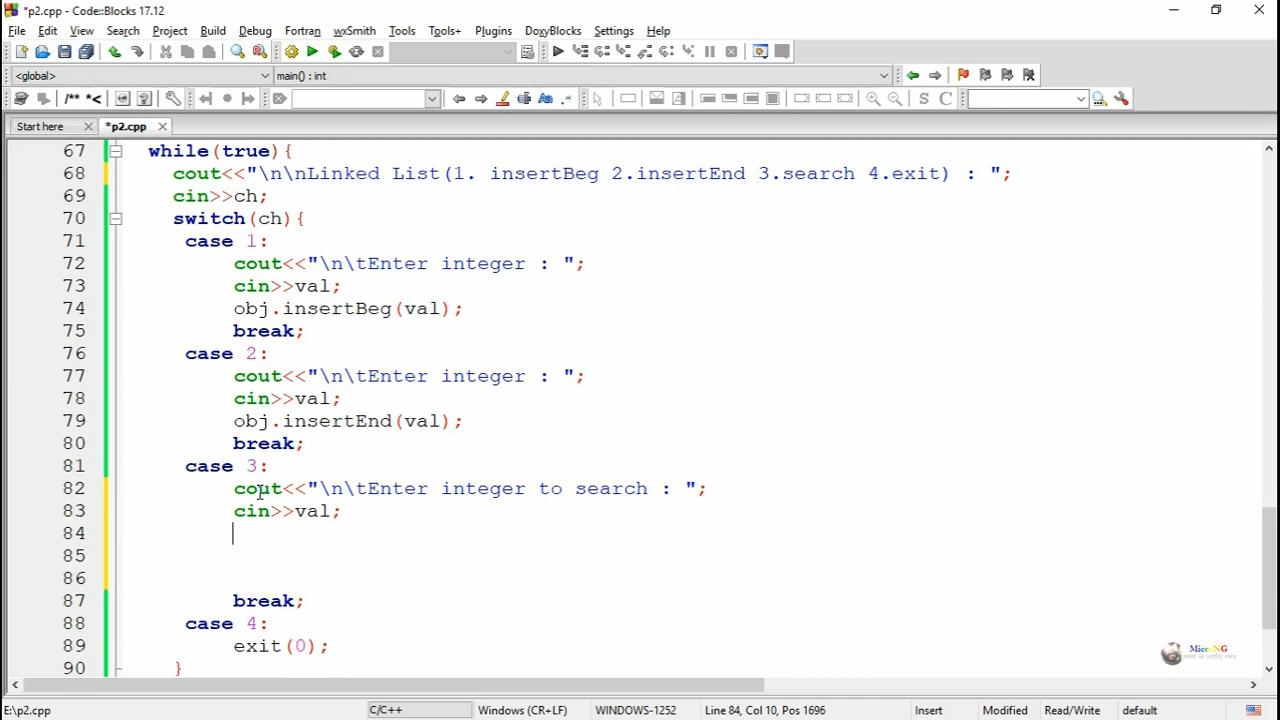 *p2.cpp - Code::Blocks 17.12
File Edit View Search Project Build Debug Fortran wxSmith Tools Tools+ Plugins DoxyBlocks Settings Help
<global> main() : int
/** *<
S C
Start here *p2.cpp
67 while(true){
68 cout<<"\n\nLinked List(1. insertBeg 2.insertEnd 3.search 4.exit) : ";
69 cin>>ch;
70 switch(ch){
71 case 1:
72 cout<<"\n\tEnter integer : ";
73 cin>>val;
74 obj.insertBeg(val);
75 break;
76 case 2:
77 cout<<"\n\tEnter integer : ";
78 cin>>val;
79 obj.insertEnd(val);
80 break;
81 case 3:
82 cout<<"\n\tEnter integer to search : ";
83 cin>>val;
84
85
86
87 break;
88 case 4:
89 exit(0);
90 }
MicroNG
E:\p2.cpp C/C++ Windows (CR+LF) WINDOWS-1252 Line 84, Col 10, Pos 1696 Insert Modified Read/Write default